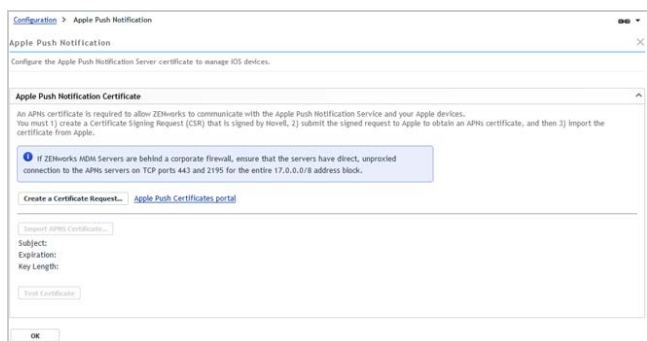 Configuration > Apple Push Notification
Apple Push Notification
Configure the Apple Push Notification Server certificate to manage iOS devices.
Apple Push Notification Certificate
An APNs certificate is required to allow ZENworks to communicate with the Apple Push Notification Service and your Apple devices.
You must 1) create a Certificate Signing Request (CSR) that is signed by Novell, 2) submit the signed request to Apple to obtain an APNs certificate, and then 3) import the
certificate from Apple.
If ZENworks MDM Servers are behind a corporate firewall, ensure that the servers have direct, unproxied
connection to the APNs servers on TCP ports 443 and 2195 for the entire 17.0.0.0/8 address block.
Create a Certificate Request... Apple Push Certificates portal
Import APNS Certificate...
Subject:
Expiration:
Key Length:
Test Certificate
OK